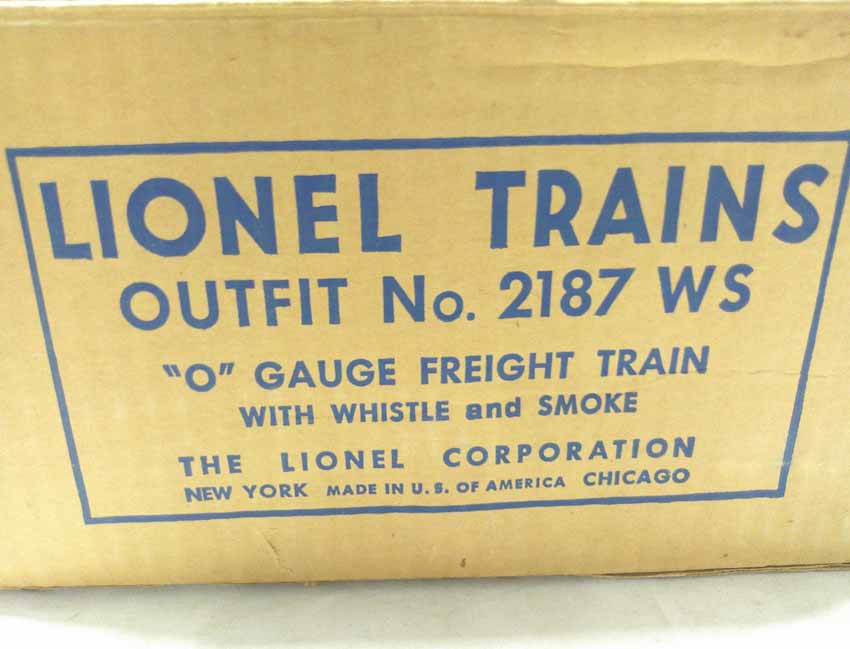 LIONEL TRAINS
OUTFIT No. 2187 WS
"O" GAUGE FREIGHT TRAIN
WITH WHISTLE and SMOKE
THE LIONEL CORPORATION
NEW YORK MADE IN U. S. OF AMERICA CHICAGO